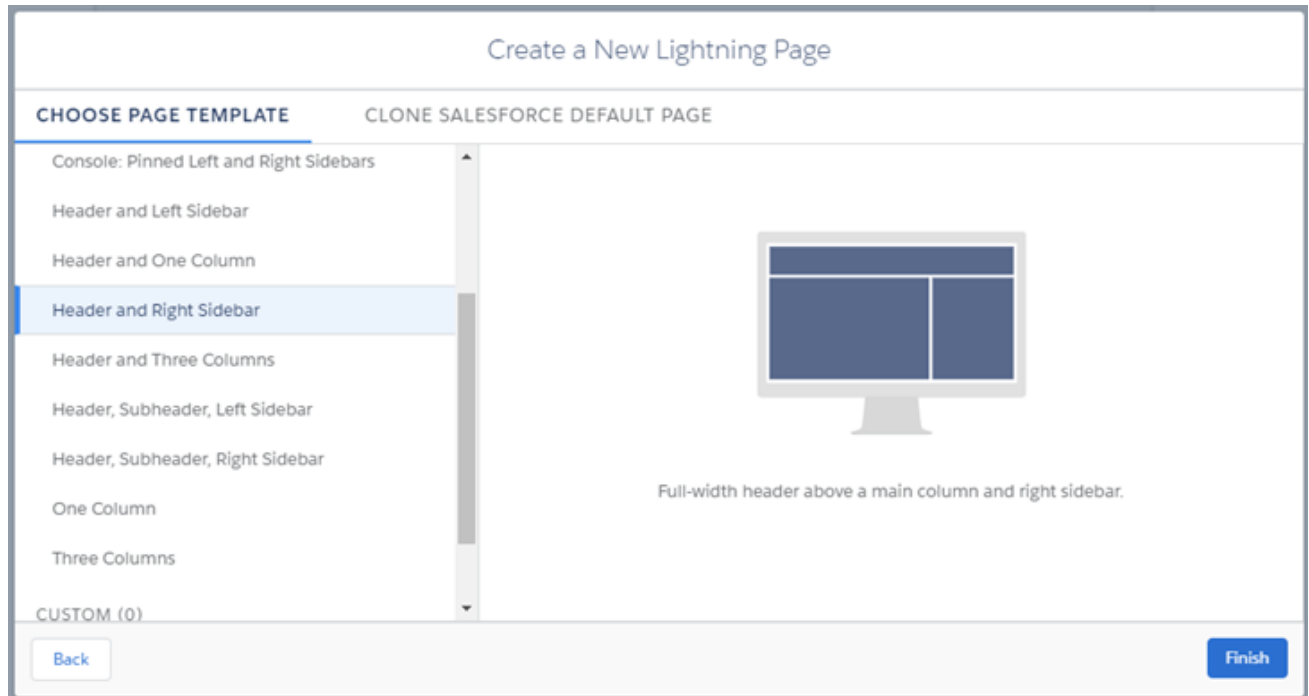 Create a New Lightning Page
CHOOSE PAGE TEMPLATE
CLONE SALESFORCE DEFAULT PAGE
Console: Pinned Left and Right Sidebars
Header and Left Sidebar
Header and One Column
Header and Right Sidebar
Header and Three Columns
Header, Subheader, Left Sidebar
Header, Subheader, Right Sidebar
One Column
Three Columns
CUSTOM (0)
Full-width header above a main column and right sidebar.
Back
Finish